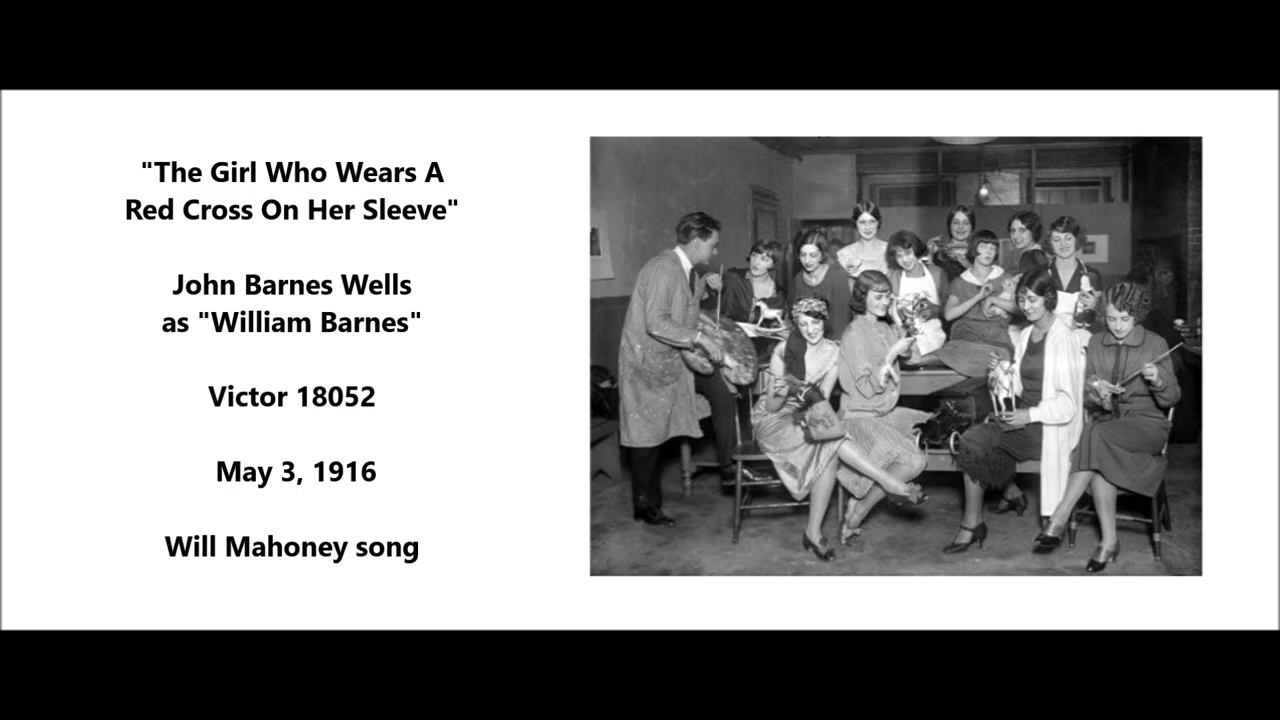 "The Girl Who Wears A
Red Cross On Her Sleeve"
John Barnes Wells
as "William Barnes"
Victor 18052
May 3, 1916
Will Mahoney song